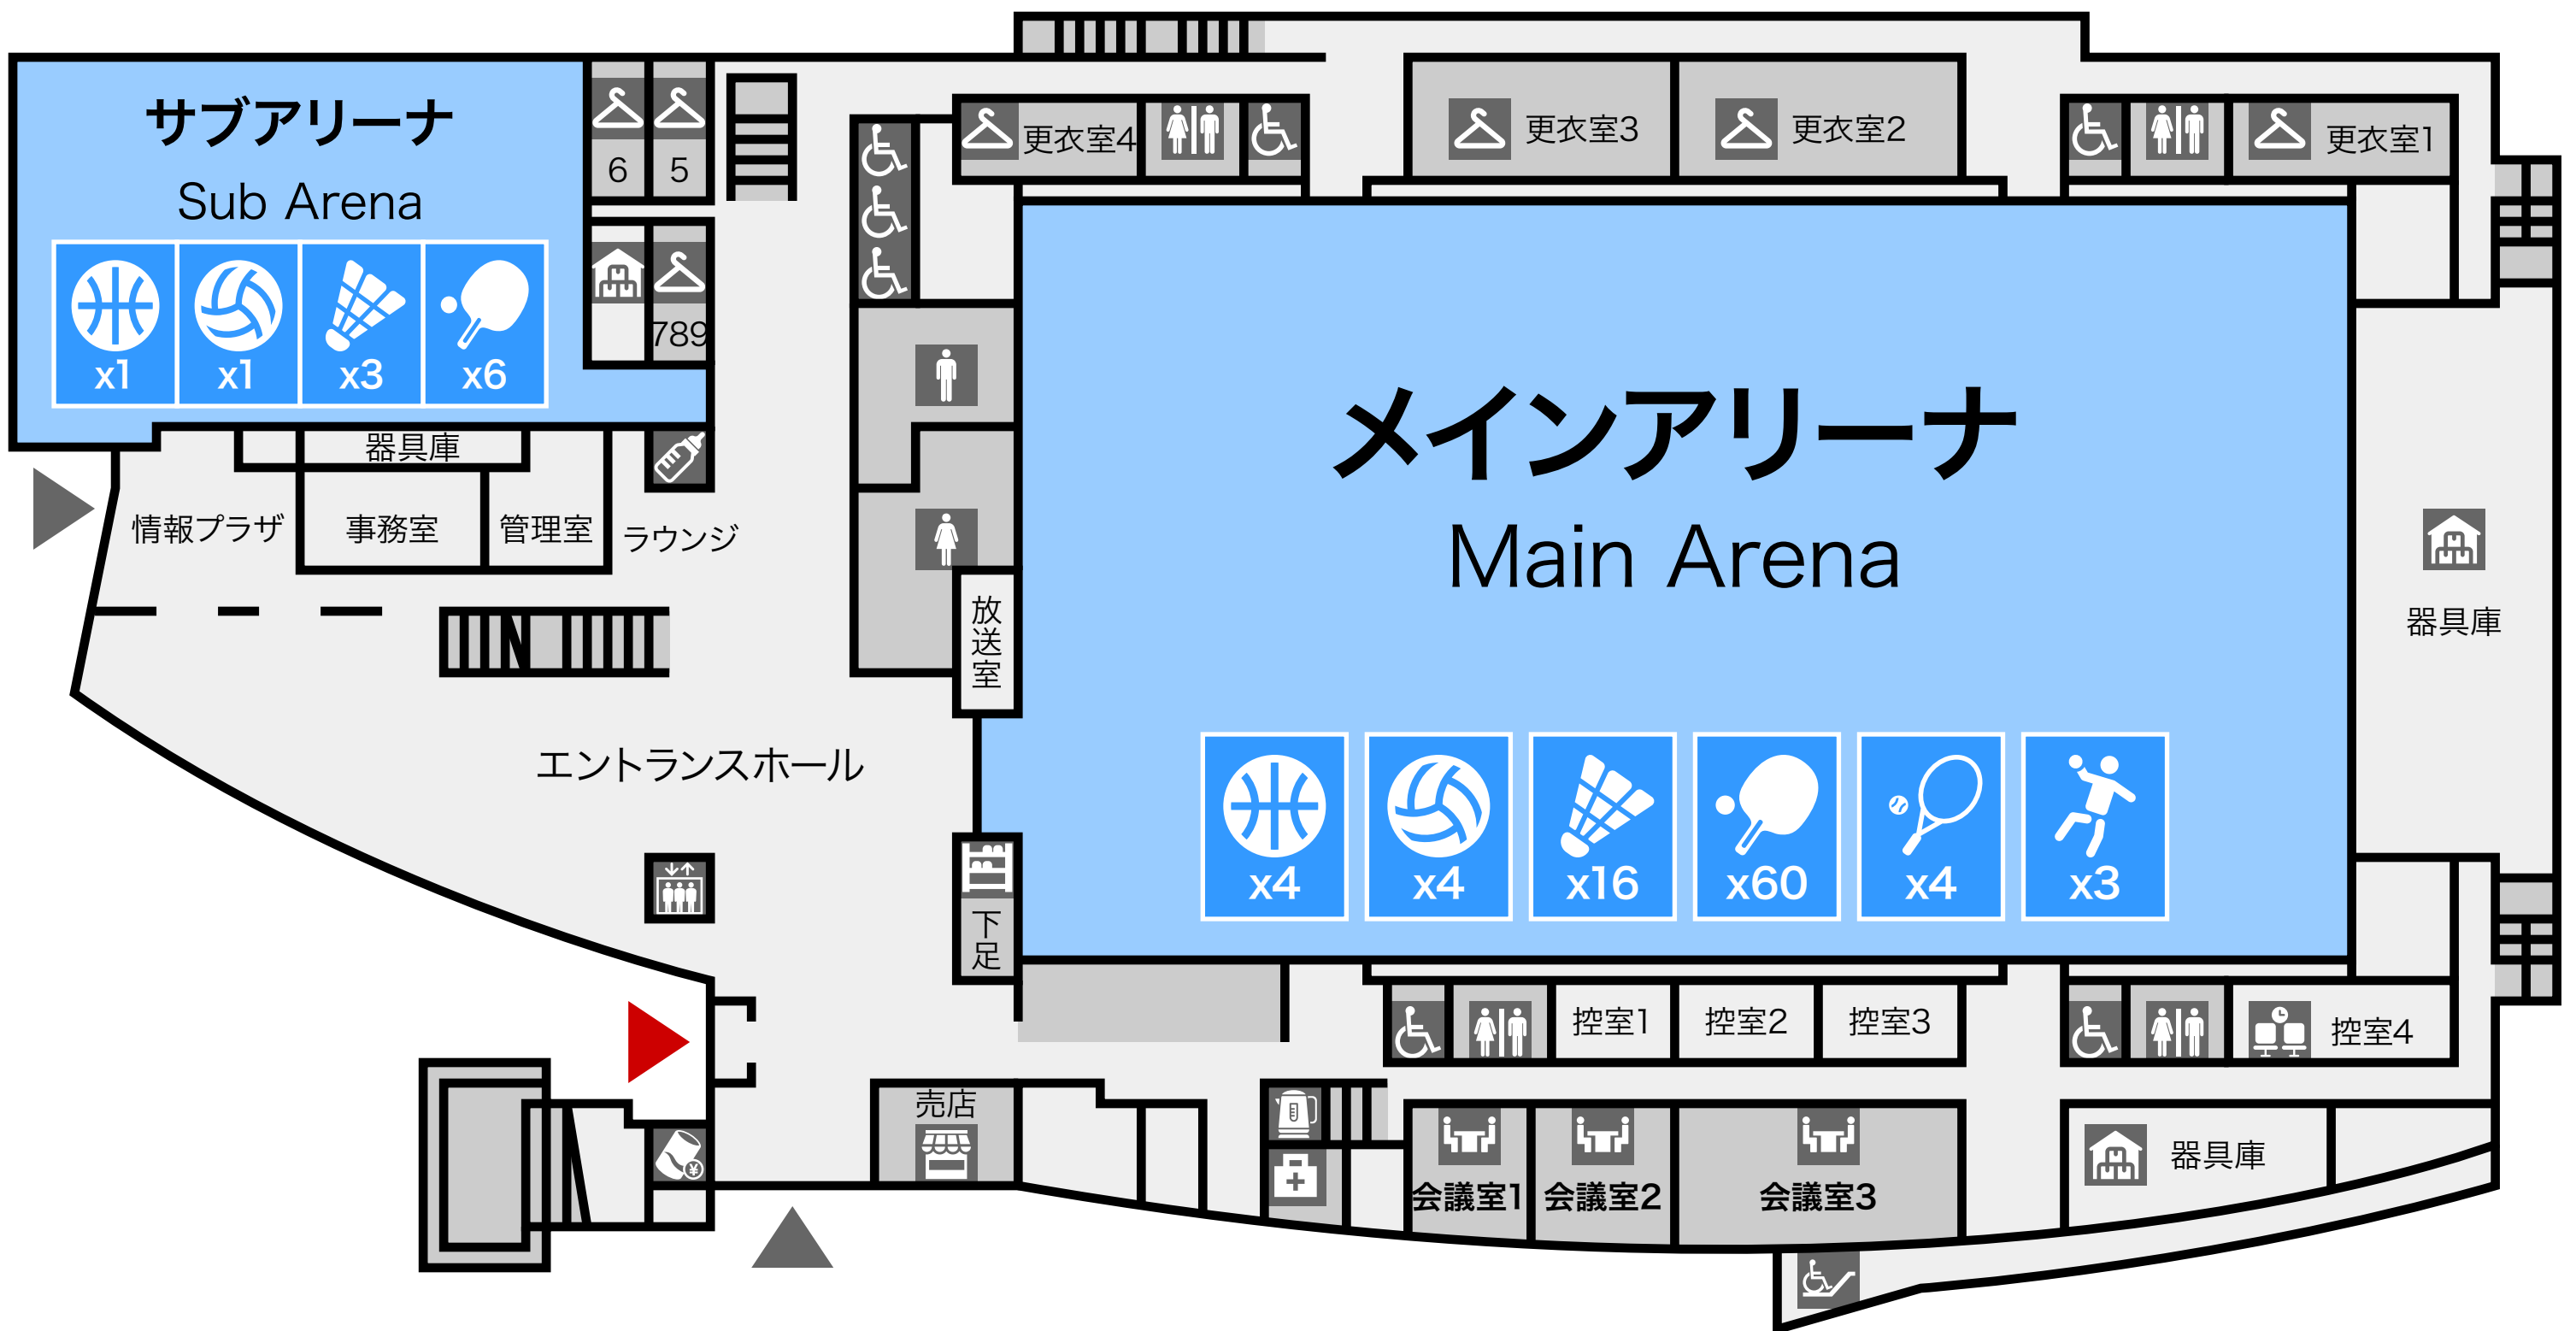 サブアリーナ
Sub Arena
x1
x1
x3
x6
6
5
789
更衣室4
更衣室3
更衣室2
更衣室1
器具庫
情報プラザ
事務室
管理室
ラウンジ
放送室
メインアリーナ
Main Arena
器具庫
エントランスホール
x4
x4
x16
x60
x4
x3
下足
控室1
控室2
控室3
控室4
売店
¥
会議室1
会議室2
会議室3
器具庫